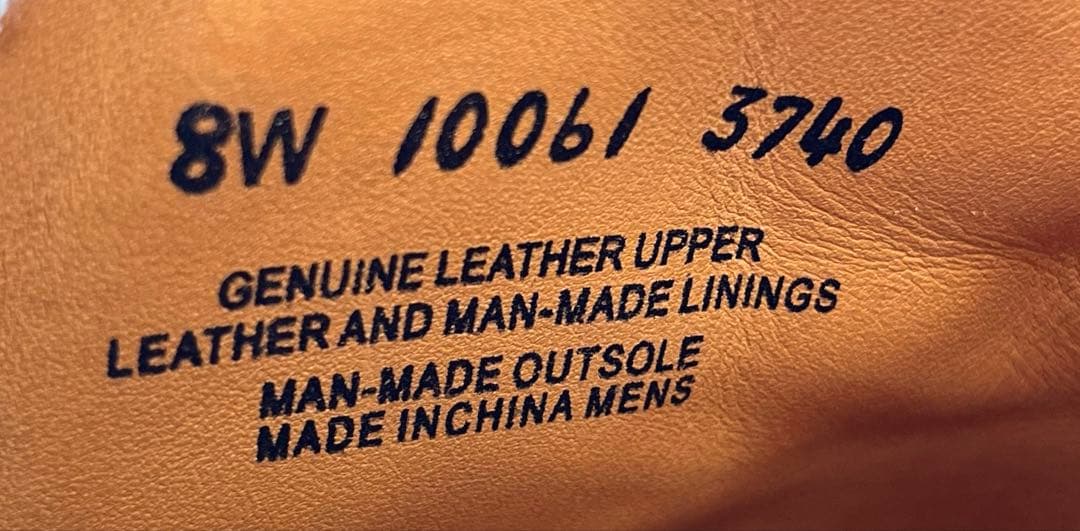 8W 10061 3740
GENUINE LEATHER UPPER
LEATHER AND MAN-MADE LININGS
MAN-MADE OUTSOLE
MADE INCHINA MENS